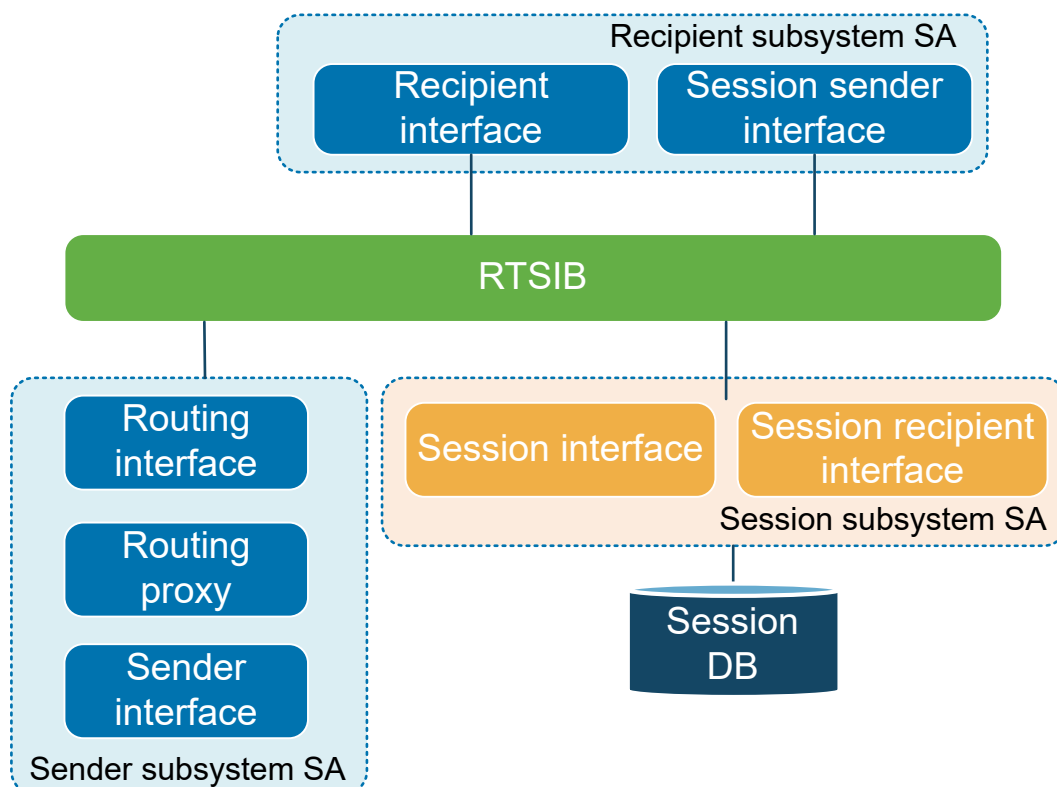 Recipient subsystem SA
Recipient
interface
Session sender
interface
RTSIB
Routing
interface
Routing
proxy
Sender
interface
Sender subsystem SA
Session interface
Session recipient
interface
Session subsystem SA
Session
DB